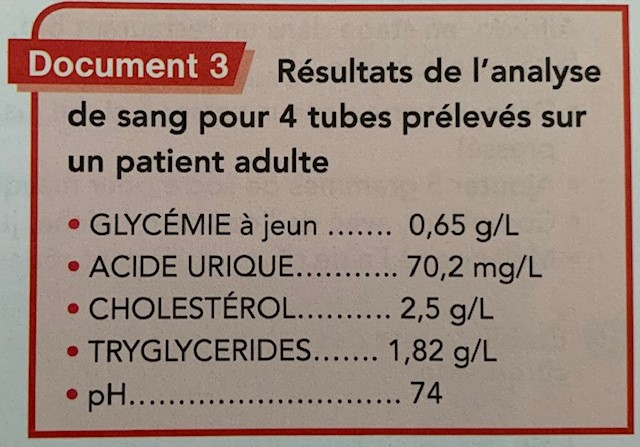 Document 3
Résultats de l'analyse
de sang pour 4 tubes prélevés sur
un patient adulte
• GLYCÉMIE à jeun ....... 0,65 g/L
• ACIDE URIQUE........... 70,2 mg/L
• CHOLESTÉROL.......... 2,5 g/L
• TRYGLYCERIDES....... 1,82 g/L
• pH............................. 74